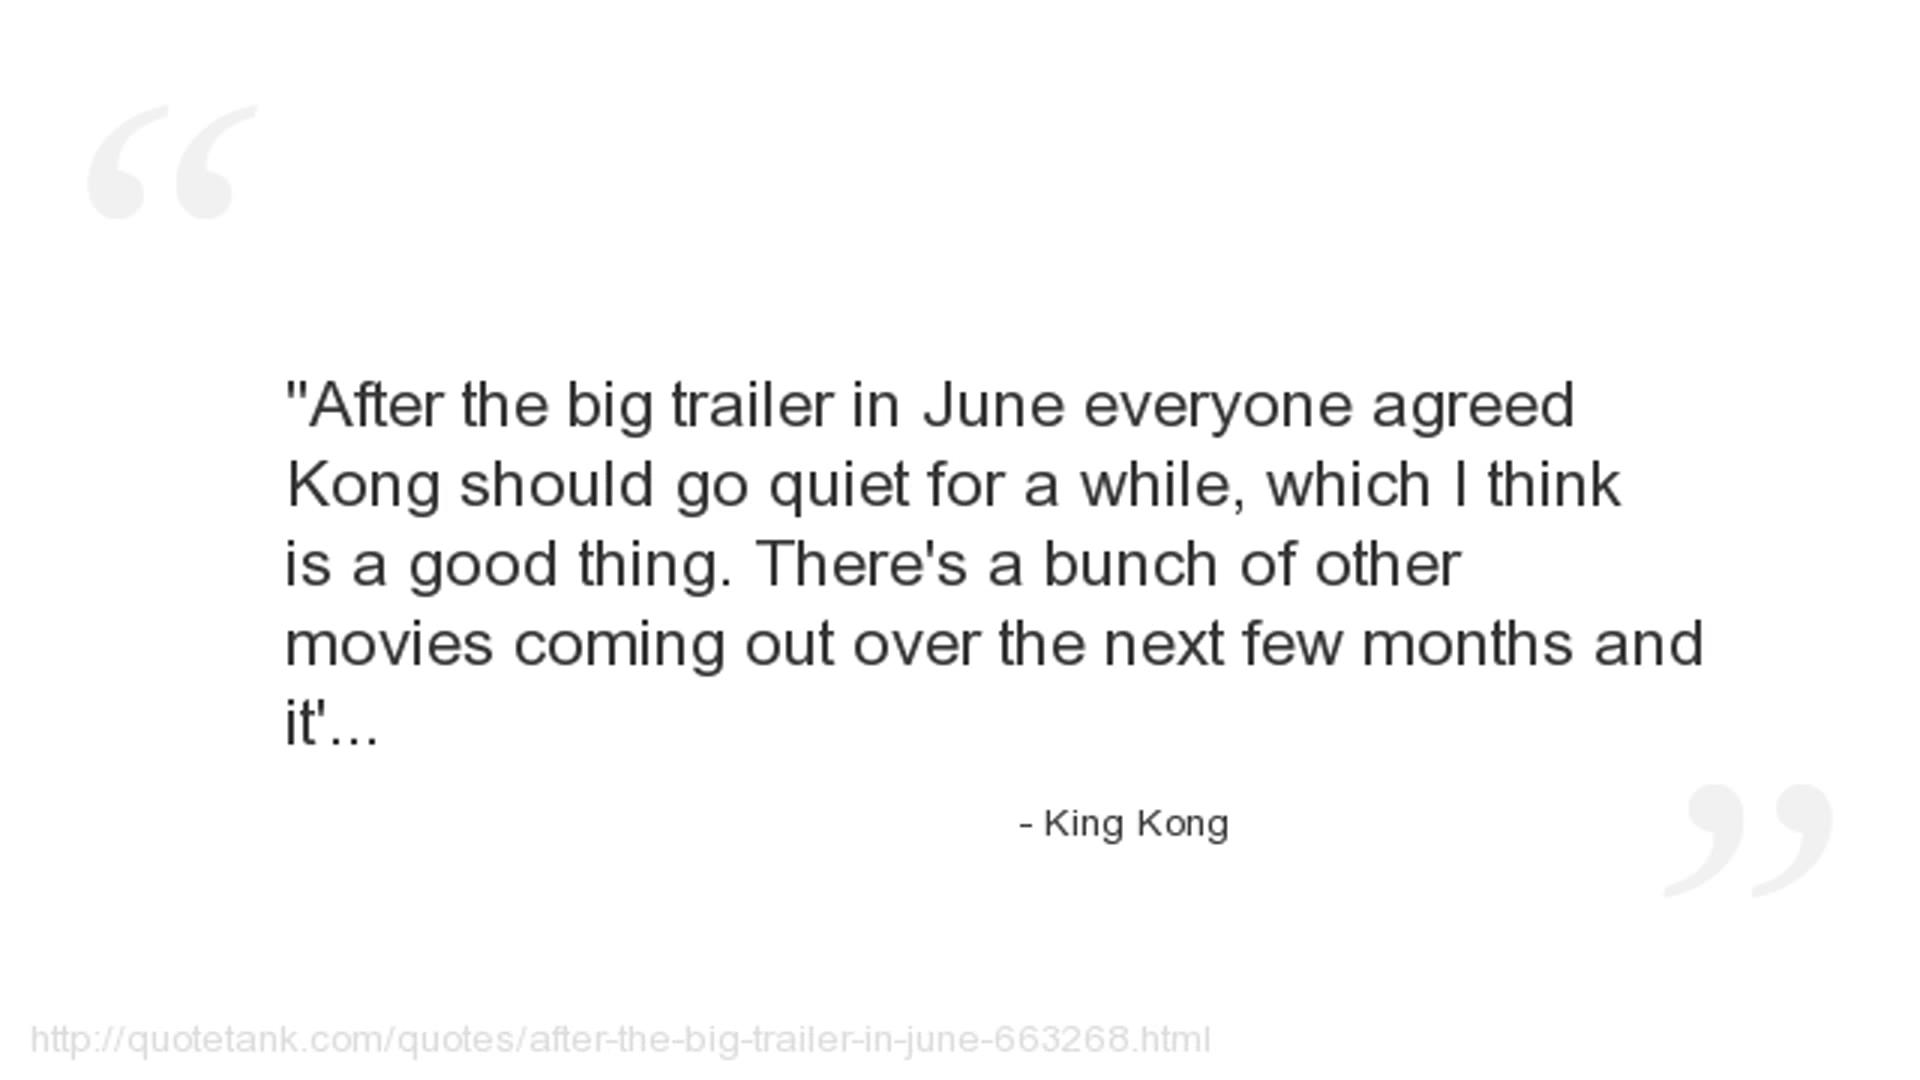 "After the big trailer in June everyone agreed
Kong should go quiet for a while, which I think
is a good thing. There's a bunch of other
movies coming out over the next few months and
it'...
- King Kong
http://quotetank.com/quotes/after-the-big-trailer-in-june-663268.html